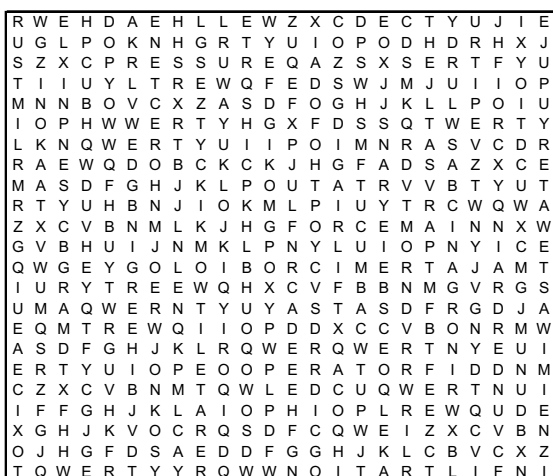 R W E H D A E H L L E W Z X C D E C T Y U J I E
U G L P O K N H G R T Y U I O P O D H D R H X J
S Z X C P R E S S U R E Q A Z S X S E R T F Y U
T I I U Y L T R E W Q F E D S W J M J U I I O P
M N N B O V C X Z A S D F O G H J K L L P O I U
I O P H W W E R T Y H G X F D S S Q T W E R T Y
L K N Q W E R T Y U I I P O I M N R A S V C D R
R A E W Q D O B C K C K J H G F A D S A Z X C E
M A S D F G H J K L P O U T A T R V V B T Y U T
R T Y U H B N J I O K M L P I U Y T R C W Q W A
Z X C V B N M L K J H G F O R C E M A I N N X W
G V B H U I J N M K L P N Y L U I O P N Y I C E
Q W G E Y G O L O I B O R C I M E R T A J A M T
I U R Y T R E E W Q H X C V F B B N M G V R G S
U M A Q W E R N T Y U Y A S T A S D F R G D J A
E Q M T R E W Q I I O P D D X C C V B O N R M W
A S D F G H J K L R Q W E R Q W E R T N Y E U I
E R T Y U I O P E O O P E R A T O R F I D D N M
C Z X C V B N M T Q W L E D C U Q W E R T N U I
I F F G H J K L A I O P H I O P L R E W Q U D E
X G H J K V O C R Q S D F C Q W E I Z X C V B N
O J H G F D S A E D D F G G H J K L C B V C X Z
T Q W E R T Y Y R Q W W N O I T A R T L I F N I